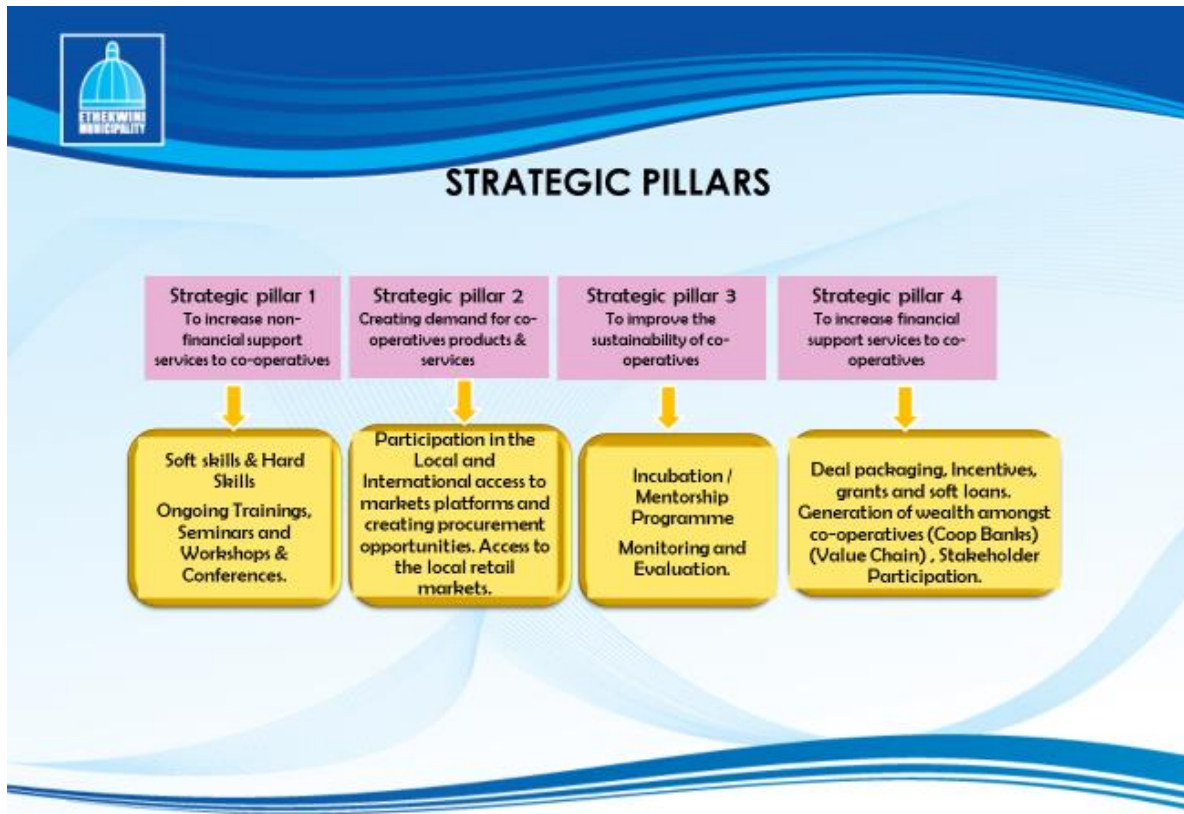 ETHEKWINI
MUNICIPALITY
STRATEGIC PILLARS
Strategic pillar 1
To increase non-
financial support
services to co-operatives
Strategic pillar 2
Creating demand for co-
operatives products &
services
Strategic pillar 3
To improve the
sustainability of co-
operatives
Strategic pillar 4
To increase financial
support services to co-
operatives
Soft skills & Hard
Skills
Ongoing Trainings,
Seminars and
Workshops &
Conferences.
Participation in the
Local and
International access to
markets platforms and
creating procurement
opportunities. Access to
the local retail
markets.
Incubation /
Mentorship
Programme
Monitoring and
Evaluation.
Deal packaging, Incentives,
grants and soft loans.
Generation of wealth amongst
co-operatives (Coop Banks)
(Value Chain) , Stakeholder
Participation.